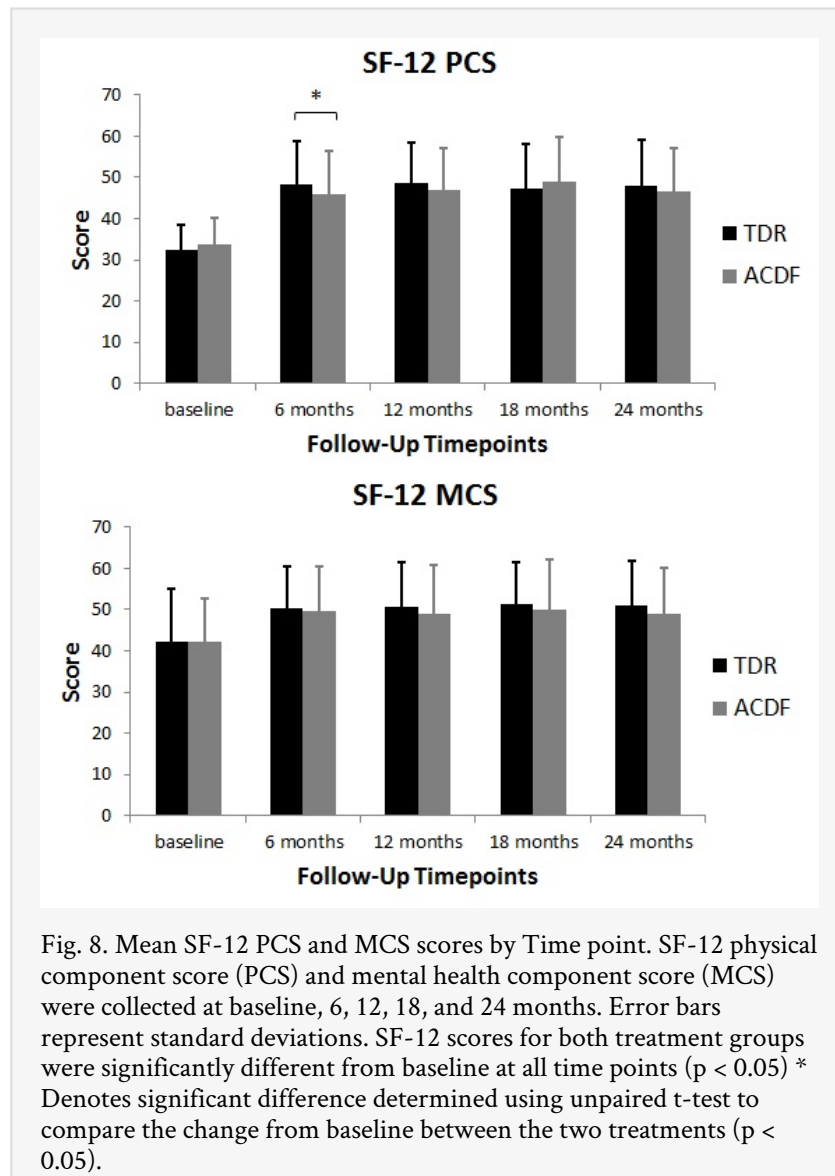 SF-12 PCS
70
60
50
40
30
20
10
0
Score
*
TDR
ACDF
baseline 6 months 12 months 18 months 24 months
Follow-Up Timepoints
SF-12 MCS
70
60
50
40
30
20
10
0
Score
TDR
ACDF
baseline 6 months 12 months 18 months 24 months
Follow-Up Timepoints
Fig. 8. Mean SF-12 PCS and MCS scores by Time point. SF-12 physical
component score (PCS) and mental health component score (MCS)
were collected at baseline, 6, 12, 18, and 24 months. Error bars
represent standard deviations. SF-12 scores for both treatment groups
were significantly different from baseline at all time points (p < 0.05) *
Denotes significant difference determined using unpaired t-test to
compare the change from baseline between the two treatments (p <
0.05).